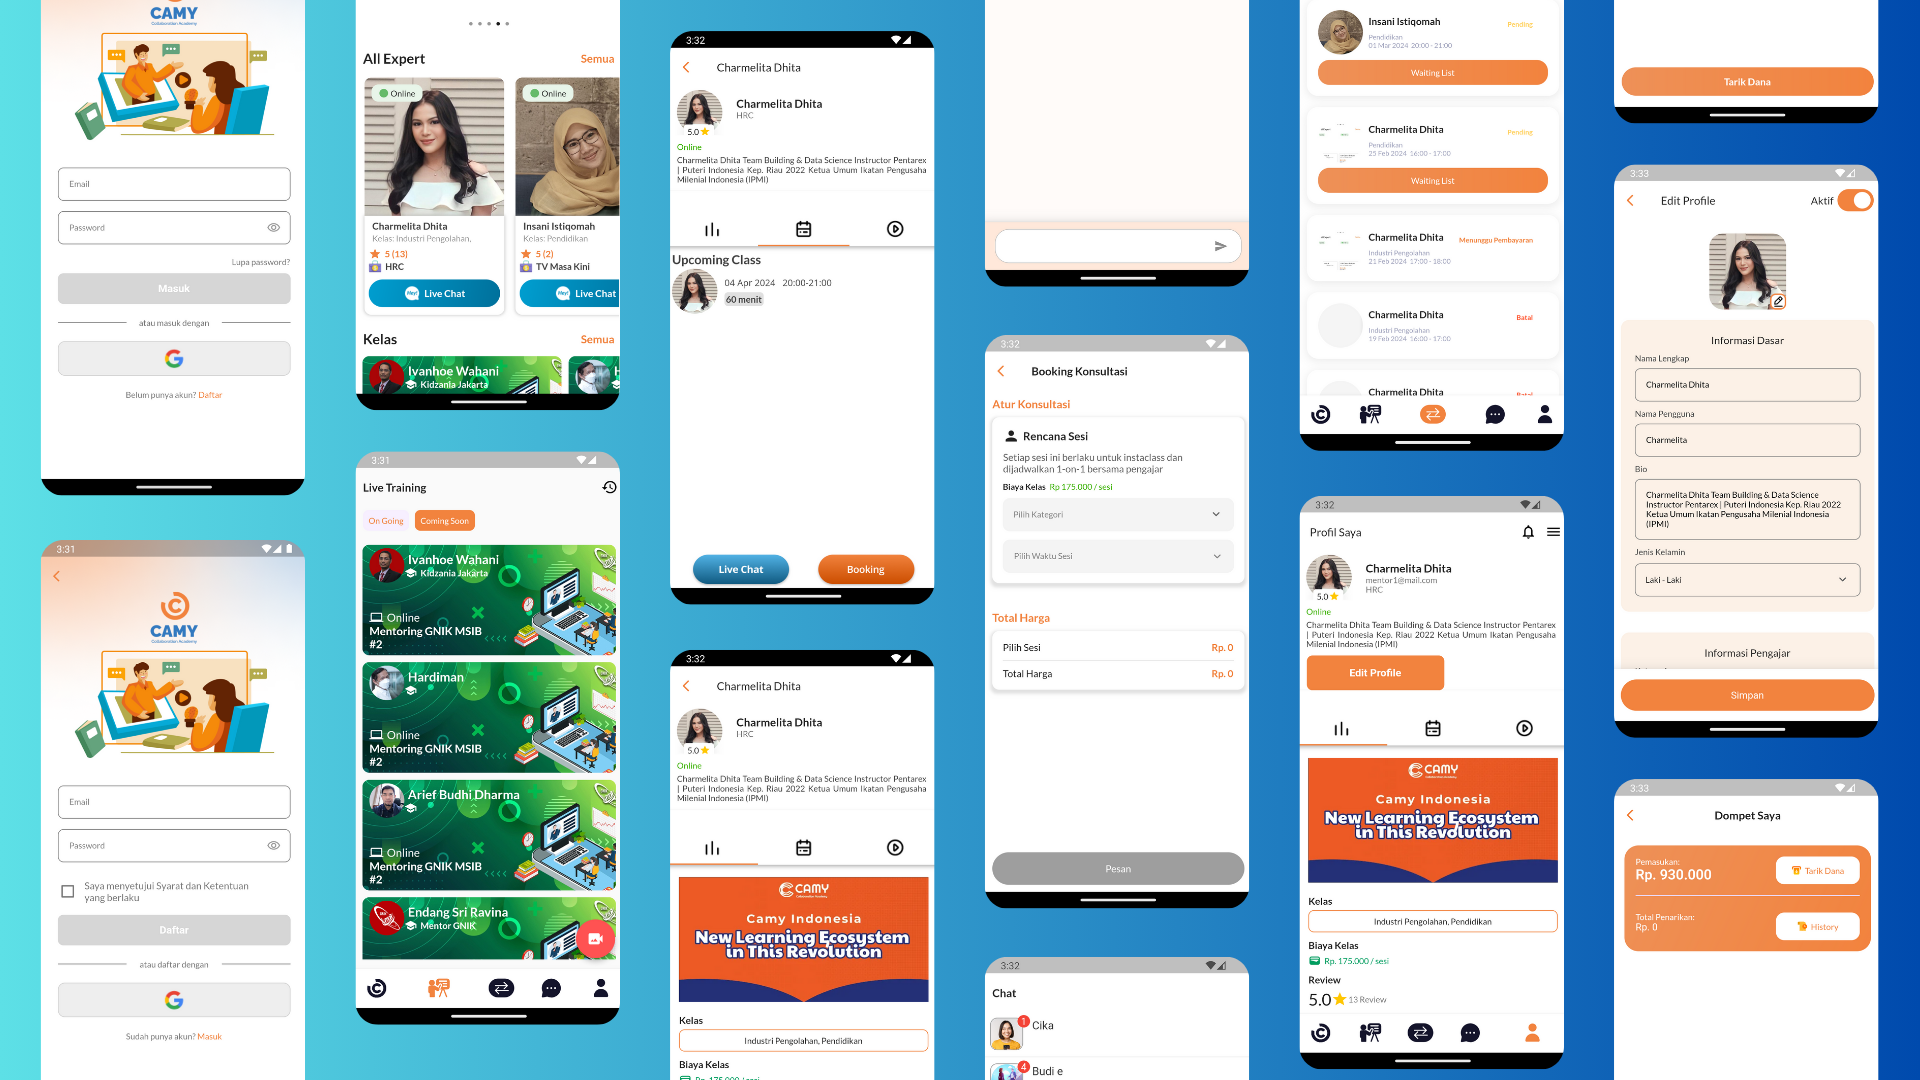 CAMY
Collaboration Academy
Email
Password
Lupa password?
Masuk
atau masuk dengan
Belum punya akun? Daftar
3:31
CAMY
Collaboration Academy
Email
Password
Saya menyetujui Syarat dan Ketentuan
yang berlaku
Daftar
atau daftar dengan
Sudah punya akun? Masuk
All Expert
Semua
Online
Online
Charmelita Dhita
Kelas: Industri Pengolahan,
5 (13)
HRC
Hey!
Live Chat
Insani Istiqomah
Kelas: Pendidikan
5 (2)
TV Masa Kini
Hey!
Live Chat
Kelas
Semua
Ivanhoe Wahani
Kidzania Jakarta
H
3:31
Live Training
On Going
Coming Soon
Ivanhoe Wahani
Kidzania Jakarta
Online
Mentoring GNIK MSIB
#2
Hardiman
Online
Mentoring GNIK MSIB
#2
Arief Budhi Dharma
Online
Mentoring GNIK MSIB
#2
Endang Sri Ravina
Mentor GNIK
3:32
Charmelita Dhita
Charmelita Dhita
HRC
5.0
Online
Charmelita Dhita Team Building & Data Science Instructor Pentarex
| Puteri Indonesia Kep. Riau 2022 Ketua Umum Ikatan Pengusaha
Milenial Indonesia (IPMI)
Upcoming Class
04 Apr 2024 20:00-21:00
60 menit
Live Chat
Booking
3:32
Charmelita Dhita
Charmelita Dhita
HRC
5.0
Online
Charmelita Dhita Team Building & Data Science Instructor Pentarex
| Puteri Indonesia Kep. Riau 2022 Ketua Umum Ikatan Pengusaha
Milenial Indonesia (IPMI)
CAMY
Camy Indonesia
New Learning Ecosystem
in This Revolution
Kelas
Industri Pengolahan, Pendidikan
Biaya Kelas
Rp. 175.000 / sesi
3:32
Booking Konsultasi
Atur Konsultasi
Rencana Sesi
Setiap sesi ini berlaku untuk instaclass dan
dijadwalkan 1-on-1 bersama pengajar
Biaya Kelas Rp 175.000 / sesi
Pilih Kategori
Pilih Waktu Sesi
Total Harga
Pilih Sesi
Rp. 0
Total Harga
Rp. 0
Pesan
3:32
Chat
1
Cika
4
Budi e
Insani Istiqomah
Pending
Pendidikan
01 Mar 2024 20:00 - 21:00
Waiting List
Charmelita Dhita
Pending
Pendidikan
25 Feb 2024 16:00 - 17:00
Waiting List
Charmelita Dhita
Menunggu Pembayaran
Industri Pengolahan
21 Feb 2024 17:00 - 18:00
Charmelita Dhita
Batal
Industri Pengolahan
19 Feb 2024 16:00 - 17:00
Charmelita Dhita
Batal
3:32
Profil Saya
Charmelita Dhita
mentor1@mail.com
HRC
5.0
Online
Charmelita Dhita Team Building & Data Science Instructor Pentarex
| Puteri Indonesia Kep. Riau 2022 Ketua Umum Ikatan Pengusaha
Milenial Indonesia (IPMI)
Edit Profile
CAMY
Camy Indonesia
New Learning Ecosystem
in This Revolution
Kelas
Industri Pengolahan, Pendidikan
Biaya Kelas
Rp. 175.000 / sesi
Review
5.0 13 Review
Tarik Dana
3:33
Edit Profile
Aktif
Informasi Dasar
Nama Lengkap
Charmelita Dhita
Nama Pengguna
Charmelita
Bio
Charmelita Dhita Team Building & Data Science
Instructor Pentarex | Puteri Indonesia Kep. Riau 2022
Ketua Umum Ikatan Pengusaha Milenial Indonesia
(IPMI)
Jenis Kelamin
Laki - Laki
Informasi Pengajar
Simpan
3:33
Dompet Saya
Pemasukan:
Rp. 930.000
Tarik Dana
Total Penarikan:
Rp. 0
History